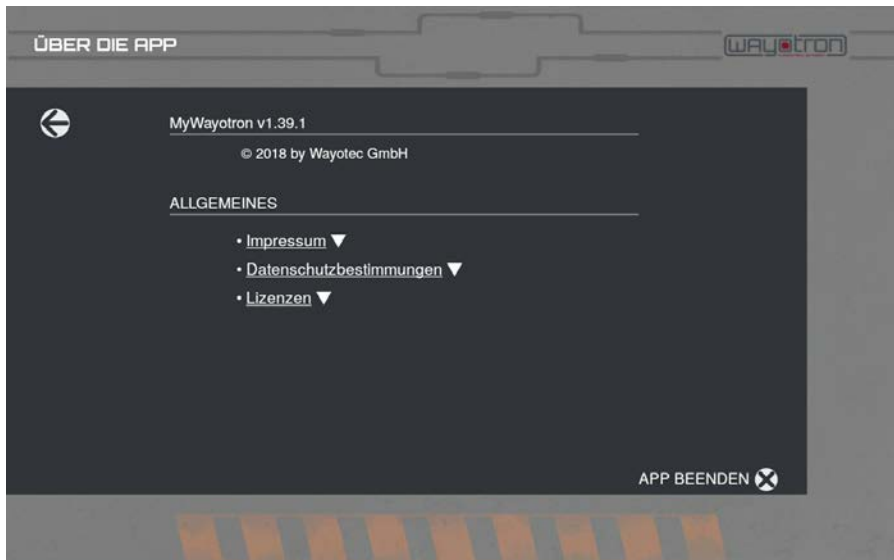 ÜBER DIE APP
wayotron
MyWayotron v1.39.1
© 2018 by Wayotec GmbH
ALLGEMEINES
• Impressum ▼
• Datenschutzbestimmungen ▼
• Lizenzen ▼
APP BEENDEN